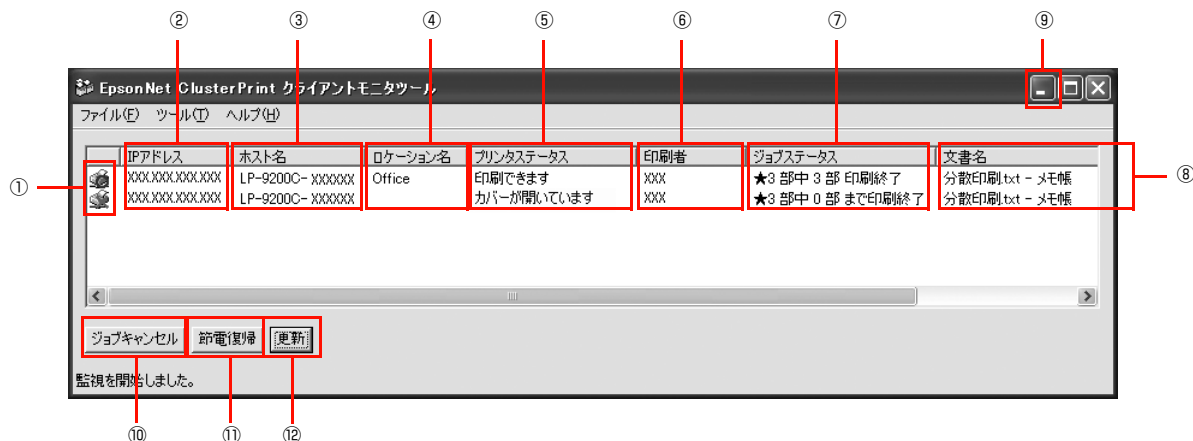 ② ③ ④ ⑤ ⑥ ⑦ ⑨
EpsonNet ClusterPrint クライアントモニタツール
ファイル(F) ツール(T) ヘルプ(H)
IPアドレス ホスト名 ロケーション名 プリンタステータス 印刷者 ジョブステータス 文書名
① XXX.XXX.XXX.XXX LP-9200C-XXXXXX Office 印刷できます XXX ★3 部中 3 部 印刷終了 分散印刷.txt - メモ帳 ⑧
XXX.XXX.XXX.XXX LP-9200C-XXXXXX カバーが開いています XXX ★3 部中 0 部 まで印刷終了 分散印刷.txt - メモ帳
ジョブキャンセル 節電復帰 更新
監視を開始しました。
⑩ ⑪ ⑫